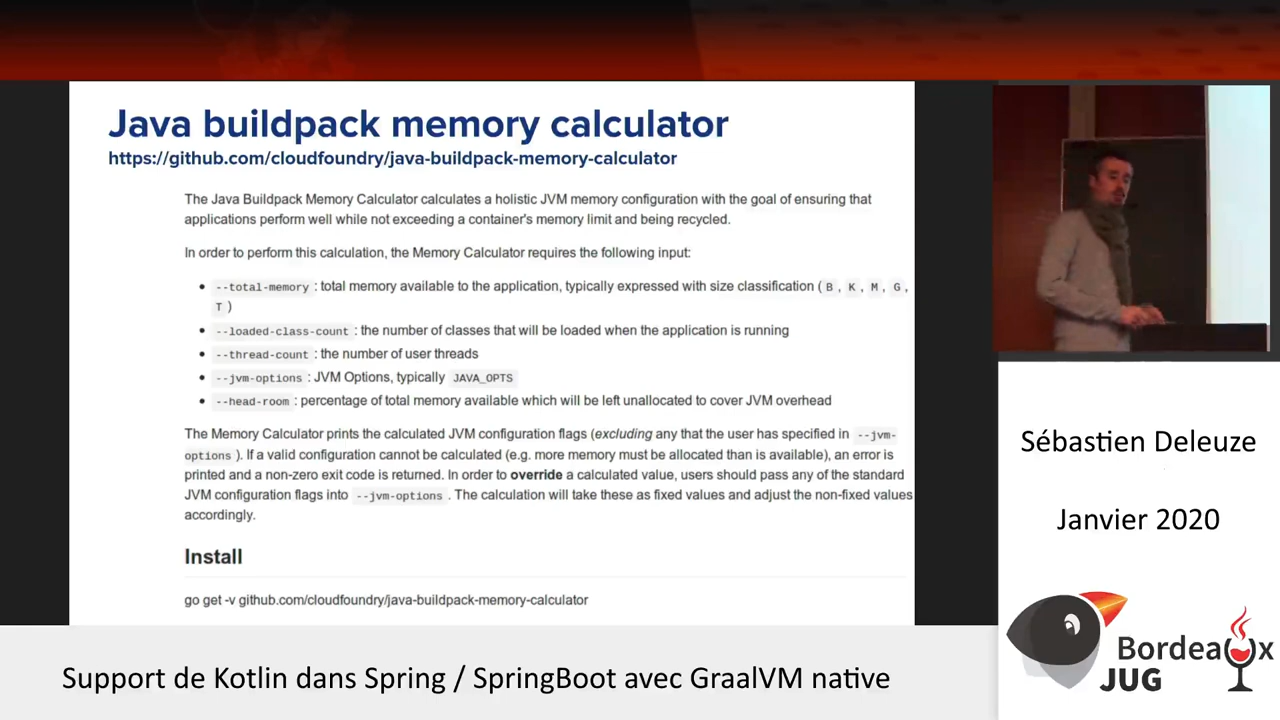 Java buildpack memory calculator
https://github.com/cloudfoundry/java-buildpack-memory-calculator
The Java Buildpack Memory Calculator calculates a holistic JVM memory configuration with the goal of ensuring that
applications perform well while not exceeding a container's memory limit and being recycled.
In order to perform this calculation, the Memory Calculator requires the following input:
• --total-memory : total memory available to the application, typically expressed with size classification ( B , K , M , G ,
T )
• --loaded-class-count : the number of classes that will be loaded when the application is running
• --thread-count : the number of user threads
• --jvm-options : JVM Options, typically JAVA_OPTS
• --head-room : percentage of total memory available which will be left unallocated to cover JVM overhead
The Memory Calculator prints the calculated JVM configuration flags (excluding any that the user has specified in --jvm-
options ). If a valid configuration cannot be calculated (e.g. more memory must be allocated than is available), an error is
printed and a non-zero exit code is returned. In order to override a calculated value, users should pass any of the standard
JVM configuration flags into --jvm-options . The calculation will take these as fixed values and adjust the non-fixed values
accordingly.
Install
go get -v github.com/cloudfoundry/java-buildpack-memory-calculator
Sébastien Deleuze
Janvier 2020
Bordeaux
JUG
Support de Kotlin dans Spring / SpringBoot avec GraalVM native